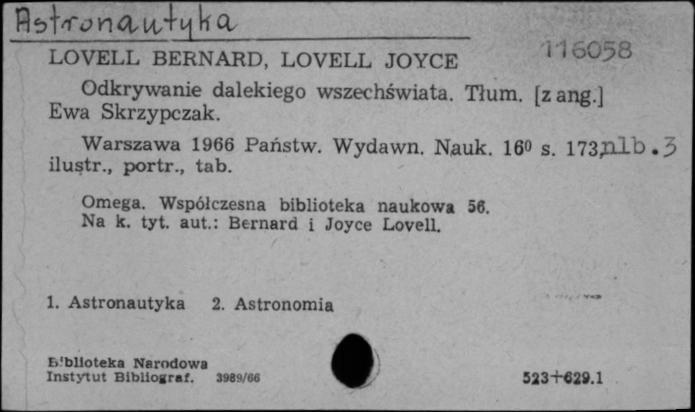 Astronautyka
LOVELL BERNARD, LOVELL JOYCE 116058
Odkrywanie dalekiego wszechświata. Tłum. [z ang.]
Ewa Skrzypczak.
Warszawa 1966 Państw. Wydawn. Nauk. 16⁰ s. 173, nlb. 3
ilustr., portr., tab.
Omega. Współczesna biblioteka naukowa 56.
Na k. tyt. aut.: Bernard i Joyce Lovell.
1. Astronautyka 2. Astronomia
Biblioteka Narodowa
Instytut Bibliograf. 3989/66 523+629.1